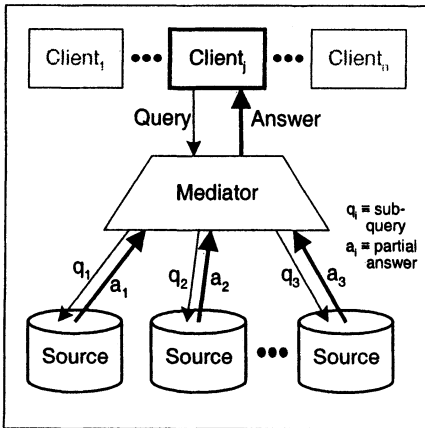 Client₁ ••• Clientⱼ ••• Clientₙ
Query Answer
Mediator
qᵢ ≡ sub-
query
aᵢ ≡ partial
answer
q₁ a₁ q₂ a₂ q₃ a₃
Source Source ••• Source